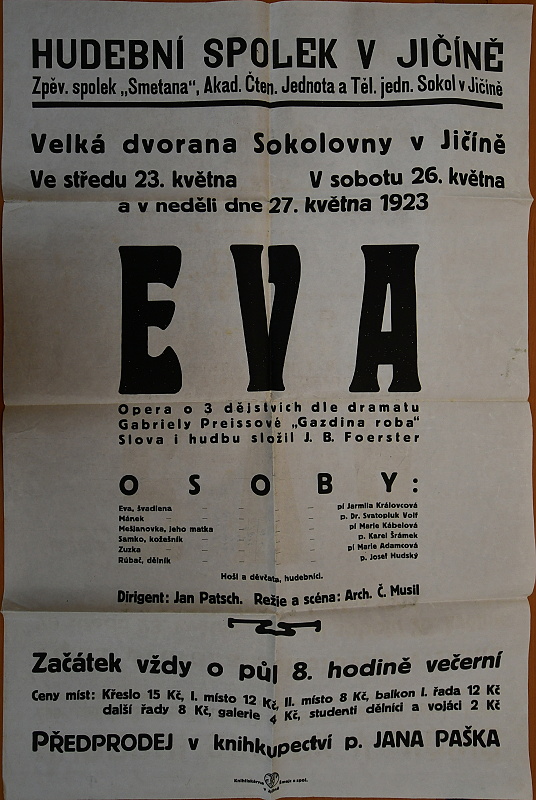 HUDEBNÍ SPOLEK V JIČÍNĚ
Zpěv. spolek „Smetana“, Akad. Čten. Jednota a Těl. jedn. Sokol v Jičíně
Velká dvorana Sokolovny v Jičíně
Ve středu 23. května V sobotu 26. května
a v neděli dne 27. května 1923
EVA
Opera o 3 dějstvích dle dramatu
Gabriely Preissové „Gazdina roba“
Slova i hudbu složil J. B. Foerster
OSOBY:
Eva, švadlena — — — pí Jarmila Královcová
Mánek — — — p. Dr. Svatopluk Volf
Mešjanovka, jeho matka — — — pí Marie Kábelová
Samko, kožešník — — — p. Karel Šrámek
Zuzka — — — pí Marie Adamcová
Rúbač, dělník — — — p. Josef Hudský
Hoši a děvčata, hudebníci.
Dirigent: Jan Patsch. Režie a scéna: Arch. Č. Musil
Začátek vždy o půl 8. hodině večerní
Ceny míst: Křeslo 15 Kč, I. místo 12 Kč, II. místo 8 Kč, balkon I. řada 12 Kč
další řady 8 Kč, galerie 4 Kč, studenti dělníci a vojáci 2 Kč
PŘEDPRODEJ v knihkupectví p. JANA PAŠKA